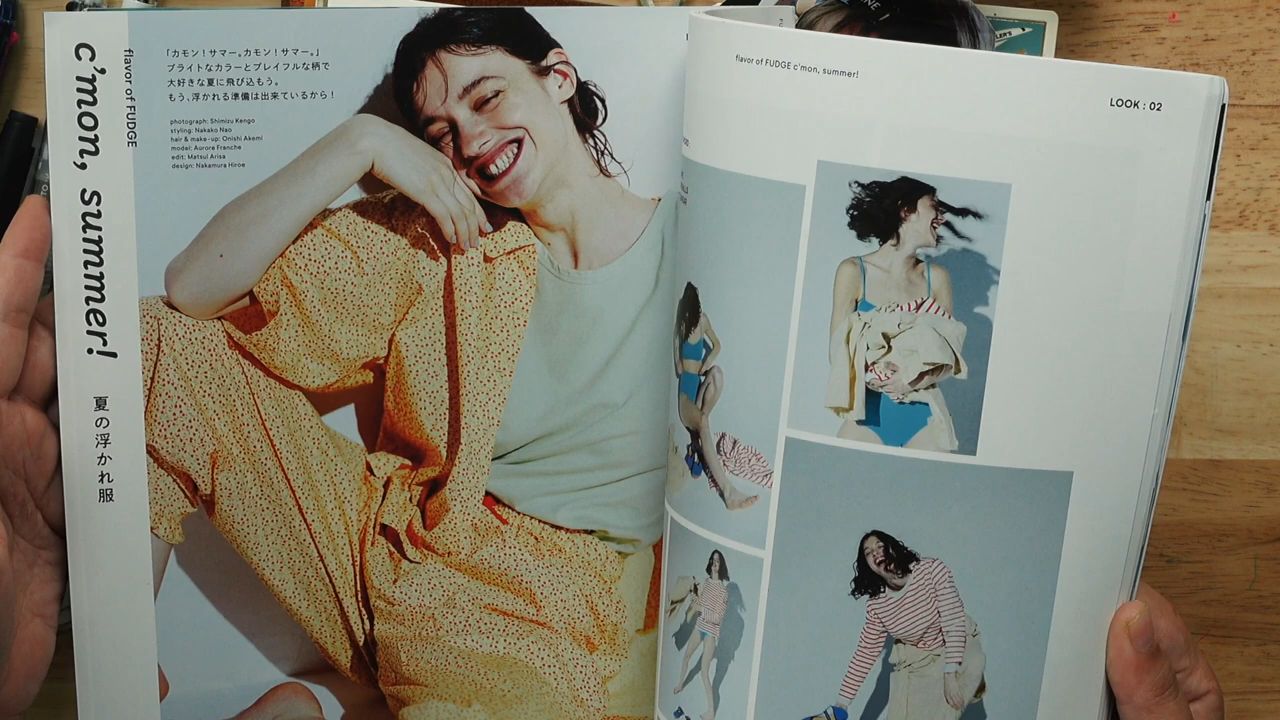 c'mon, summer!
夏の浮かれ服
flavor of FUDGE
「カモン！サマー。カモン！サマー。」
ブライトなカラーとプレイフルな柄で
大好きな夏に飛び込もう。
もう、浮かれる準備は出来ているから！
photograph: Shimizu Kengo
styling: Nakako Nao
hair & make-up: Onishi Akemi
model: Aurore Franche
edit: Matsui Arisa
design: Nakamura Hiroe
flavor of FUDGE c'mon, summer!
LOOK : 02